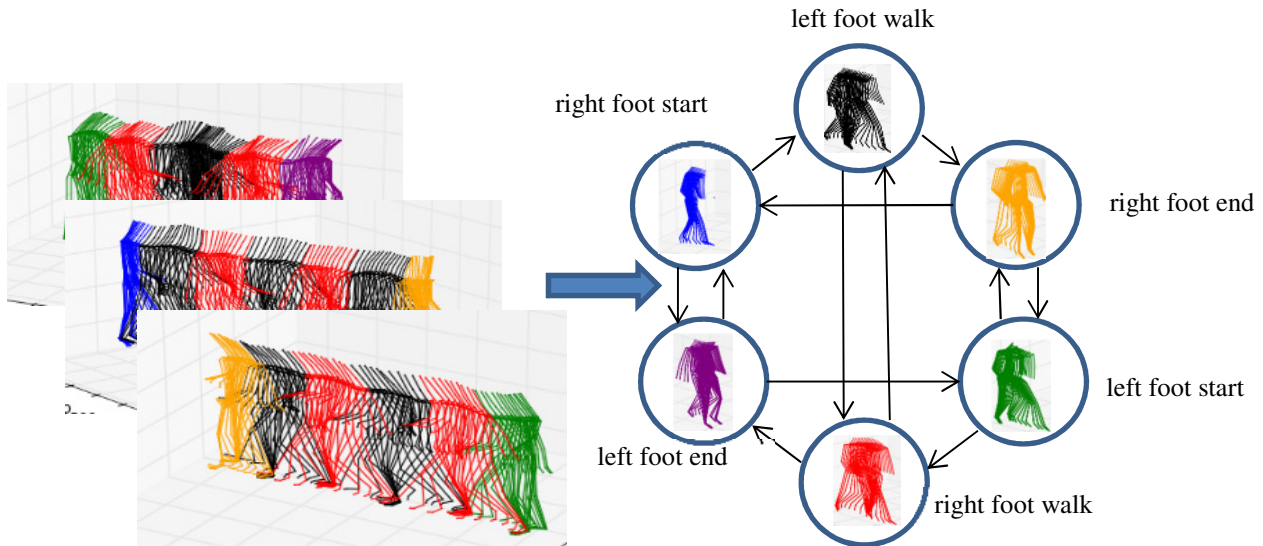 left foot walk
right foot start
right foot end
left foot start
left foot end
right foot walk